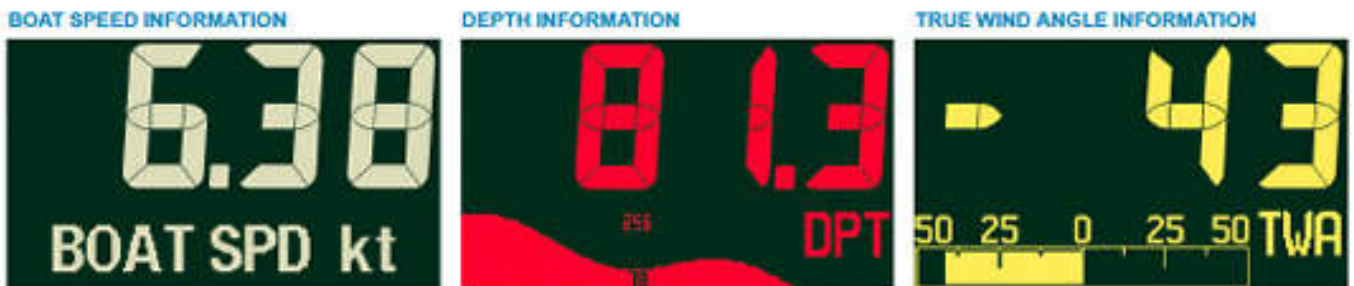 BOAT SPEED INFORMATION
6.38
BOAT SPD kt
DEPTH INFORMATION
81.3
256
DPT
TRUE WIND ANGLE INFORMATION
- 43
50 25 0 25 50 TWA